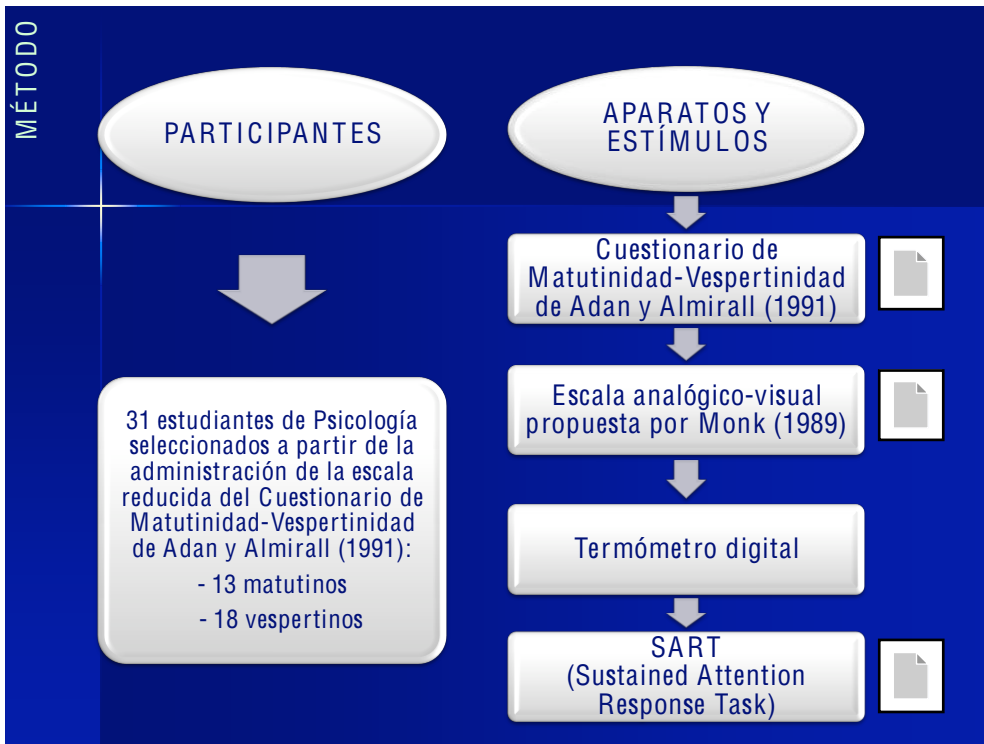 MÉTODO
PARTICIPANTES
31 estudiantes de Psicología
seleccionados a partir de la
administración de la escala
reducida del Cuestionario de
Matutinidad-Vespertinidad
de Adan y Almirall (1991):
- 13 matutinos
- 18 vespertinos
APARATOS Y
ESTÍMULOS
Cuestionario de
Matutinidad-Vespertinidad
de Adan y Almirall (1991)
Escala analógico-visual
propuesta por Monk (1989)
Termómetro digital
SART
(Sustained Attention
Response Task)